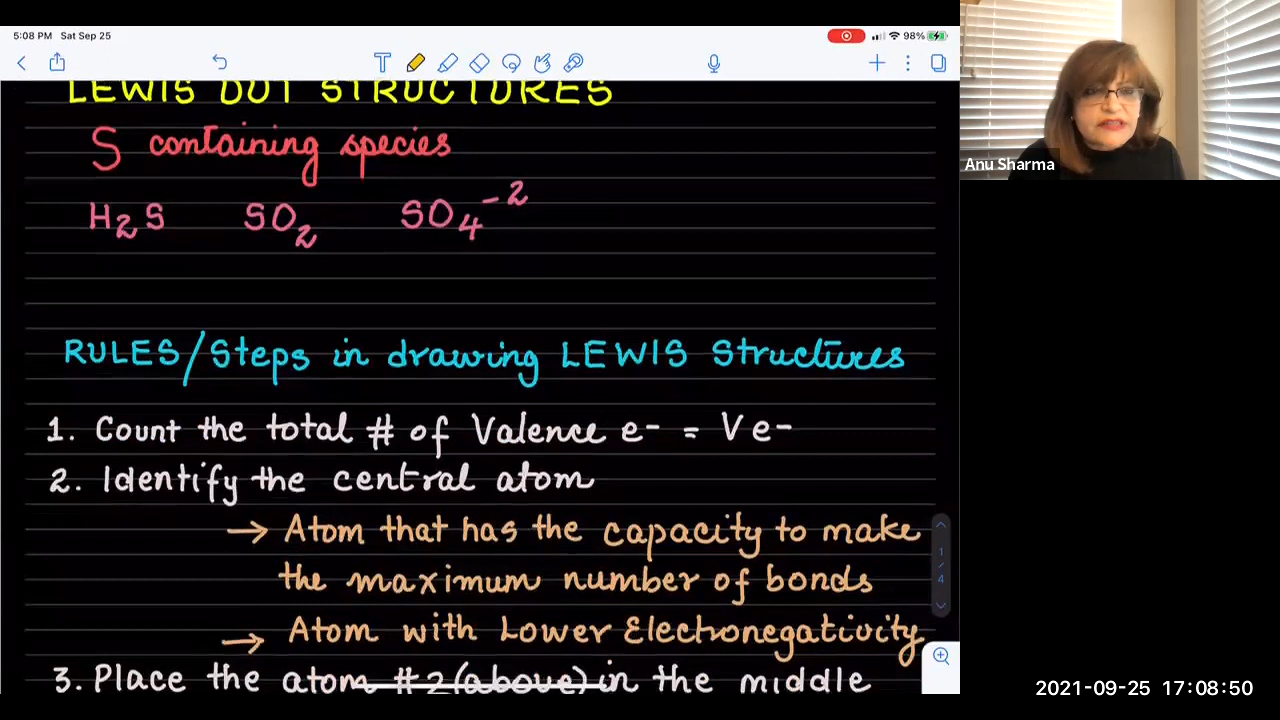 5:08 PM Sat Sep 25
98%
LEWIS DOT STRUCTURES
S containing species
H₂S SO₂ SO₄⁻²
RULES/Steps in drawing LEWIS Structures
1. Count the total # of Valence e- = Ve-
2. Identify the central atom
→ Atom that has the capacity to make
the maximum number of bonds
→ Atom with Lower Electronegativity
3. Place the atom #2 (above) in the middle
1/4
Anu Sharma
2021-09-25 17:08:50